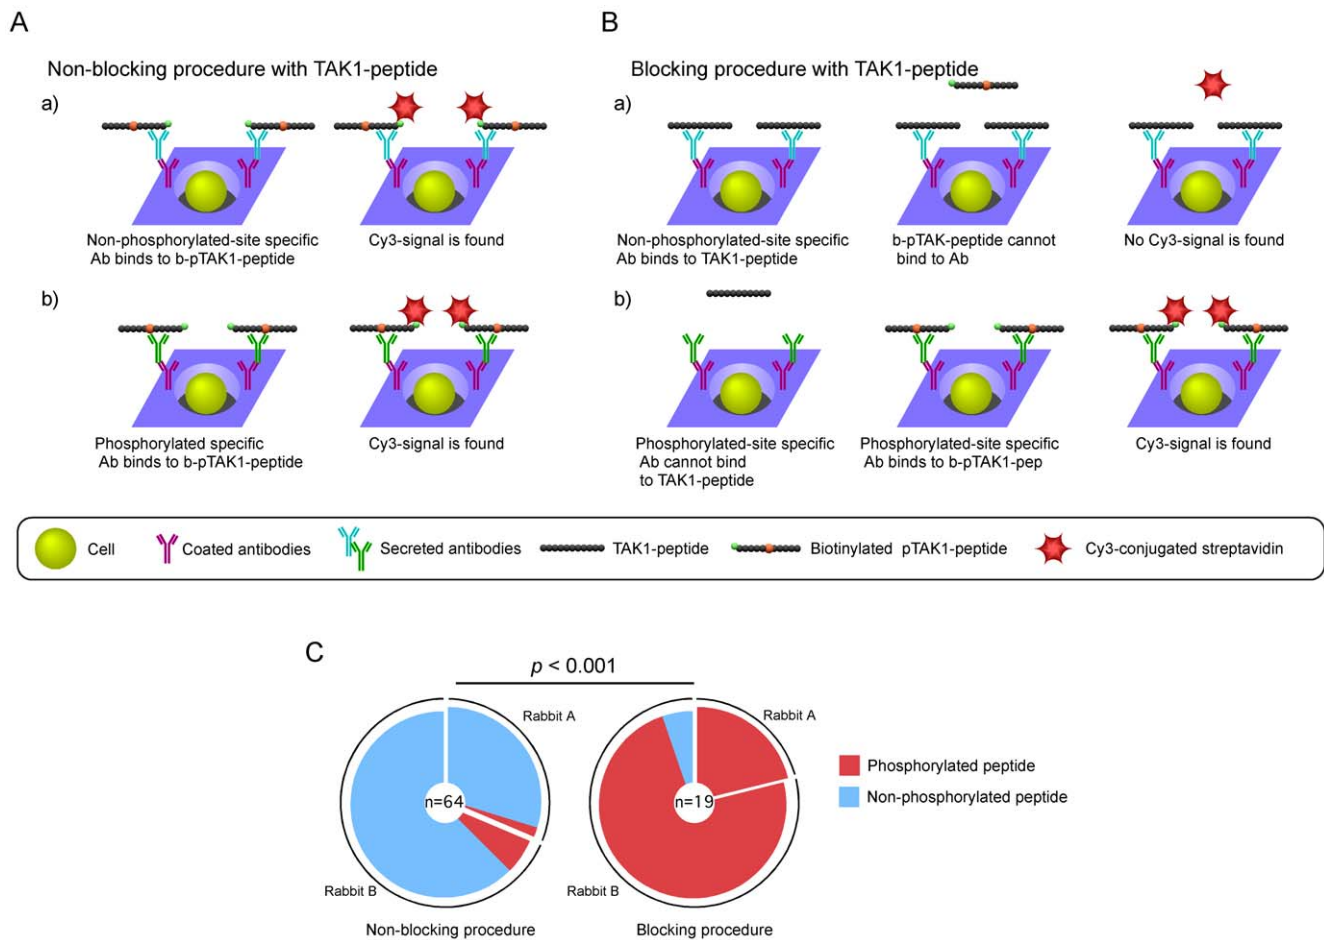 A
Non-blocking procedure with TAK1-peptide
a)
Non-phosphorylated-site specific
Ab binds to b-pTAK1-peptide
Cy3-signal is found
b)
Phosphorylated specific
Ab binds to b-pTAK1-peptide
Cy3-signal is found
B
Blocking procedure with TAK1-peptide
a)
Non-phosphorylated-site specific
Ab binds to TAK1-peptide
b-pTAK-peptide cannot
bind to Ab
No Cy3-signal is found
b)
Phosphorylated-site specific
Ab cannot bind
to TAK1-peptide
Phosphorylated-site specific
Ab binds to b-pTAK1-pep
Cy3-signal is found
Cell
Coated antibodies
Secreted antibodies
TAK1-peptide
Biotinylated pTAK1-peptide
Cy3-conjugated streptavidin
C
p < 0.001
Rabbit A
n=64
Rabbit B
Non-blocking procedure
Rabbit A
n=19
Rabbit B
Blocking procedure
Phosphorylated peptide
Non-phosphorylated peptide